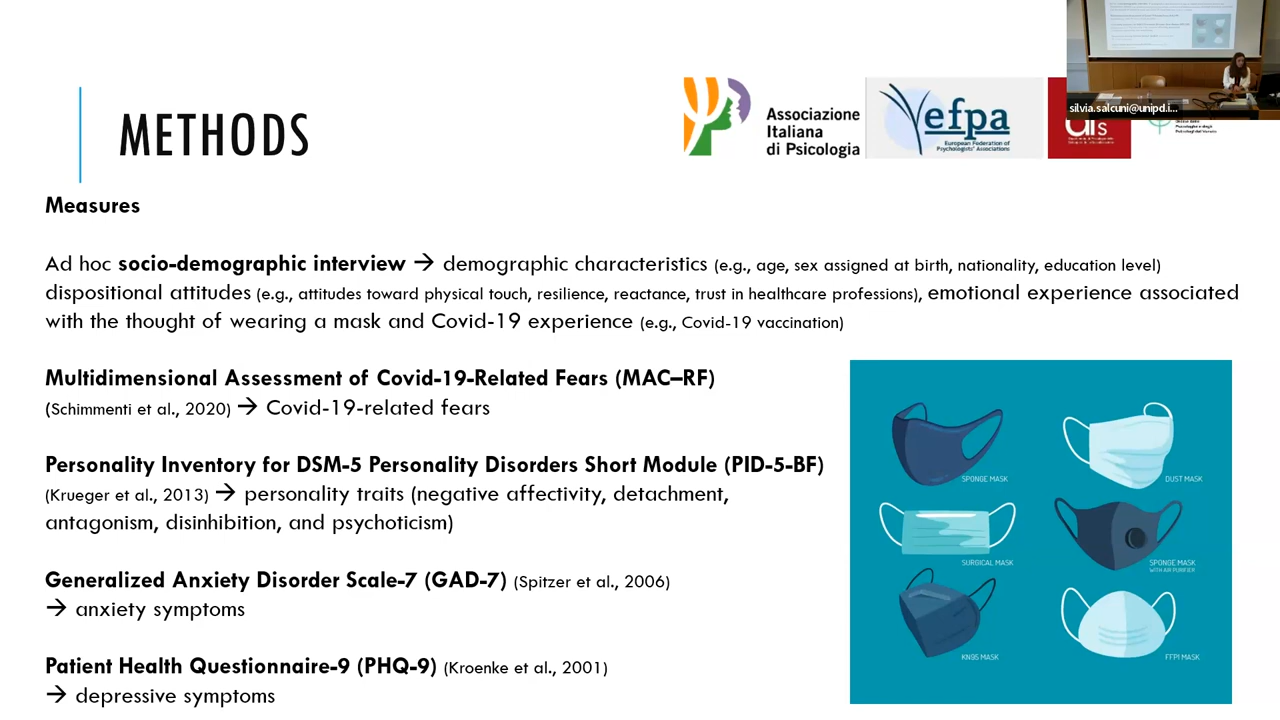 silvia.salcuni@unipd.i...
METHODS
Associazione
Italiana
di Psicologia
efpa
European Federation of
Psychologists' Associations
Measures
Ad hoc socio-demographic interview → demographic characteristics (e.g., age, sex assigned at birth, nationality, education level)
dispositional attitudes (e.g., attitudes toward physical touch, resilience, reactance, trust in healthcare professions), emotional experience associated
with the thought of wearing a mask and Covid-19 experience (e.g., Covid-19 vaccination)
Multidimensional Assessment of Covid-19-Related Fears (MAC–RF)
(Schimmenti et al., 2020) → Covid-19-related fears
Personality Inventory for DSM-5 Personality Disorders Short Module (PID-5-BF)
(Krueger et al., 2013) → personality traits (negative affectivity, detachment,
antagonism, disinhibition, and psychoticism)
Generalized Anxiety Disorder Scale-7 (GAD-7) (Spitzer et al., 2006)
→ anxiety symptoms
Patient Health Questionnaire-9 (PHQ-9) (Kroenke et al., 2001)
→ depressive symptoms
SPONGE MASK
DUST MASK
SURGICAL MASK
SPONGE MASK
WITH AIR PURIFIER
KN95 MASK
FFP1 MASK